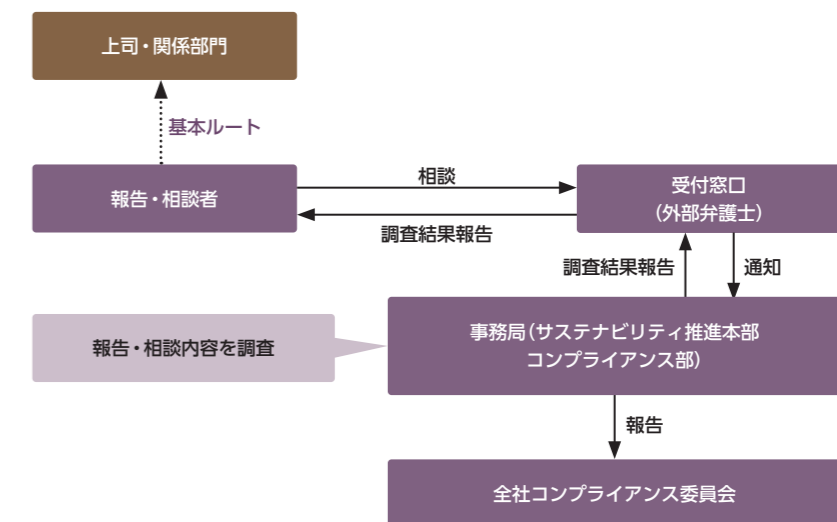 上司・関係部門
基本ルート
報告・相談者
相談
受付窓口
（外部弁護士）
調査結果報告
調査結果報告
通知
報告・相談内容を調査
事務局（サステナビリティ推進本部
コンプライアンス部）
報告
全社コンプライアンス委員会